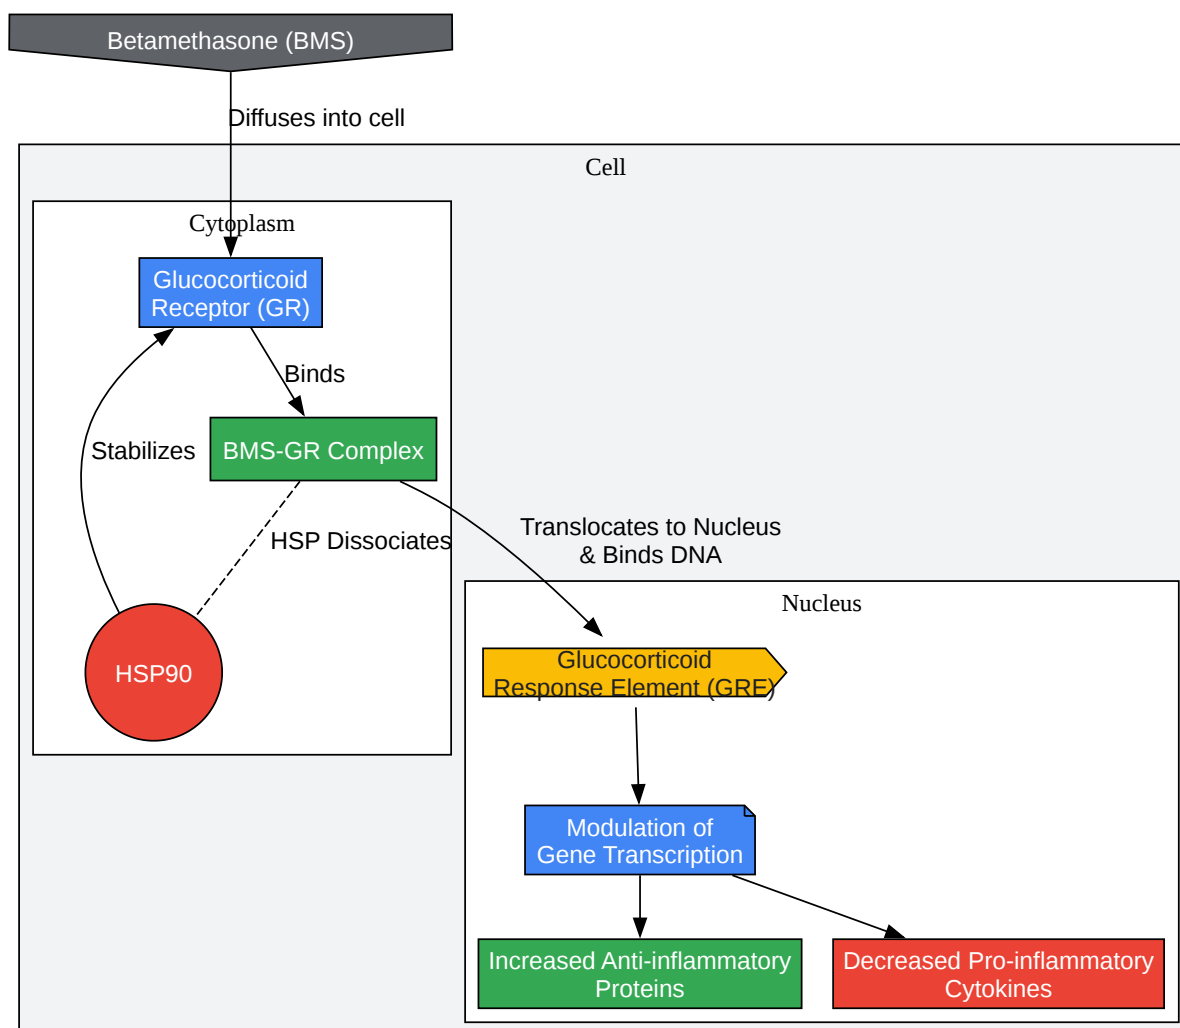 Betamethasone (BMS)
Diffuses into cell
Cell
Cytoplasm
Glucocorticoid
Receptor (GR)
Binds
Stabilizes
BMS-GR Complex
HSP Dissociates
Translocates to Nucleus
& Binds DNA
Nucleus
HSP90
Glucocorticoid
Response Element (GRE)
Modulation of
Gene Transcription
Increased Anti-inflammatory
Proteins
Decreased Pro-inflammatory
Cytokines